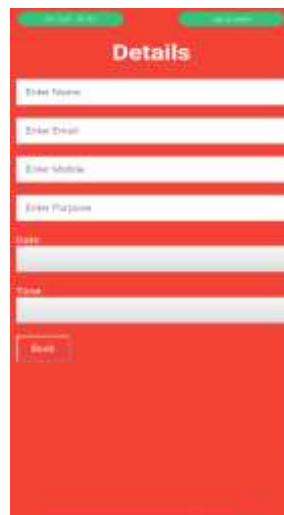 Details
Enter Name
Enter Email
Enter Mobile
Enter Purpose
Date
Time
Book